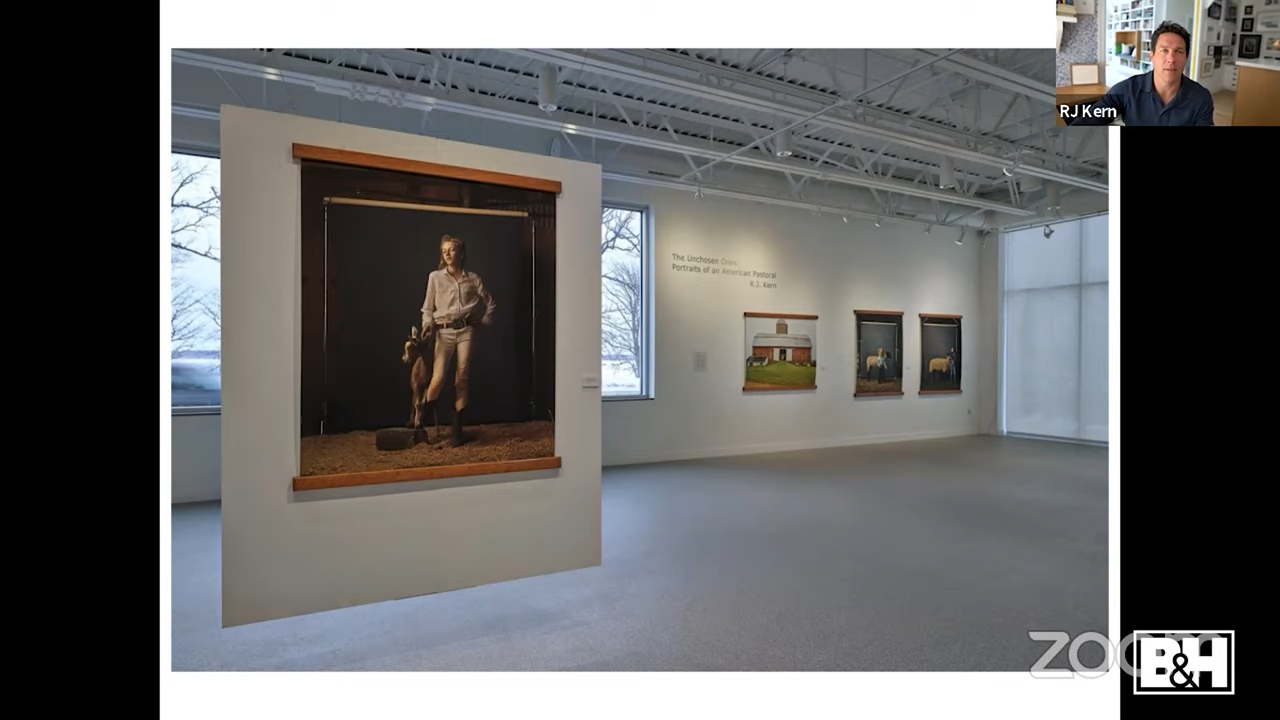 RJ Kern
The Unchosen Ones:
Portraits of an American Pastoral
R.J. Kern
zoom
B&H